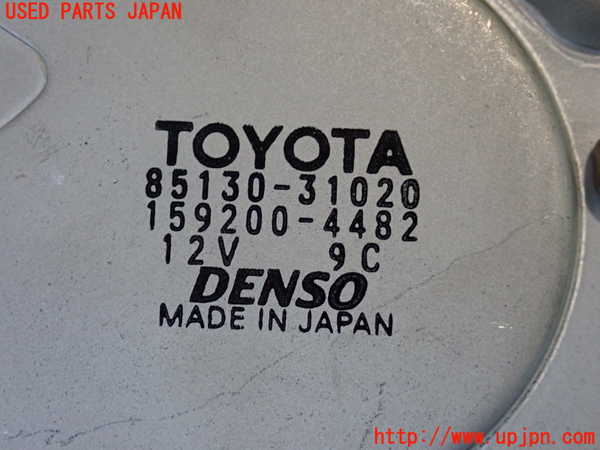 USED PARTS JAPAN
TOYOTA
85130-31020
159200-4482
12V 9C
DENSO
MADE IN JAPAN
http://www.upjpn.com/